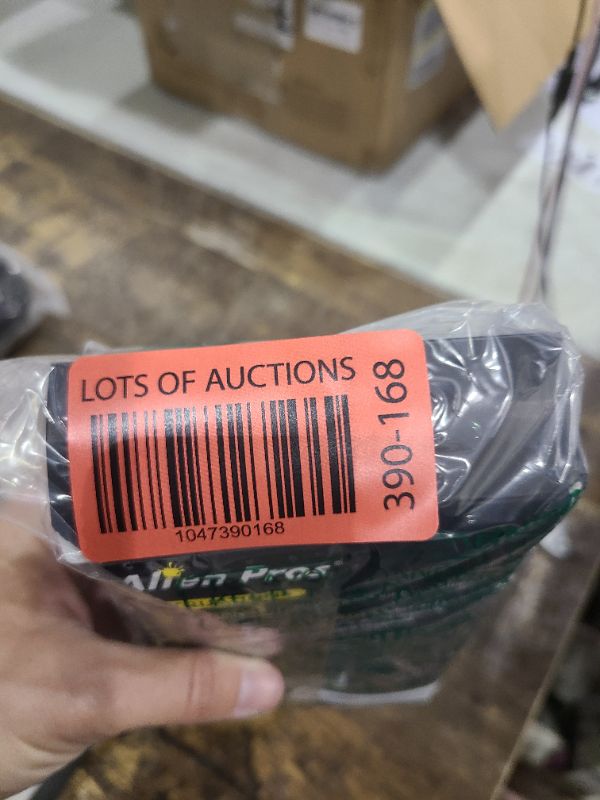 LOTS OF AUCTIONS
390-168
1047390168
Alien Pros